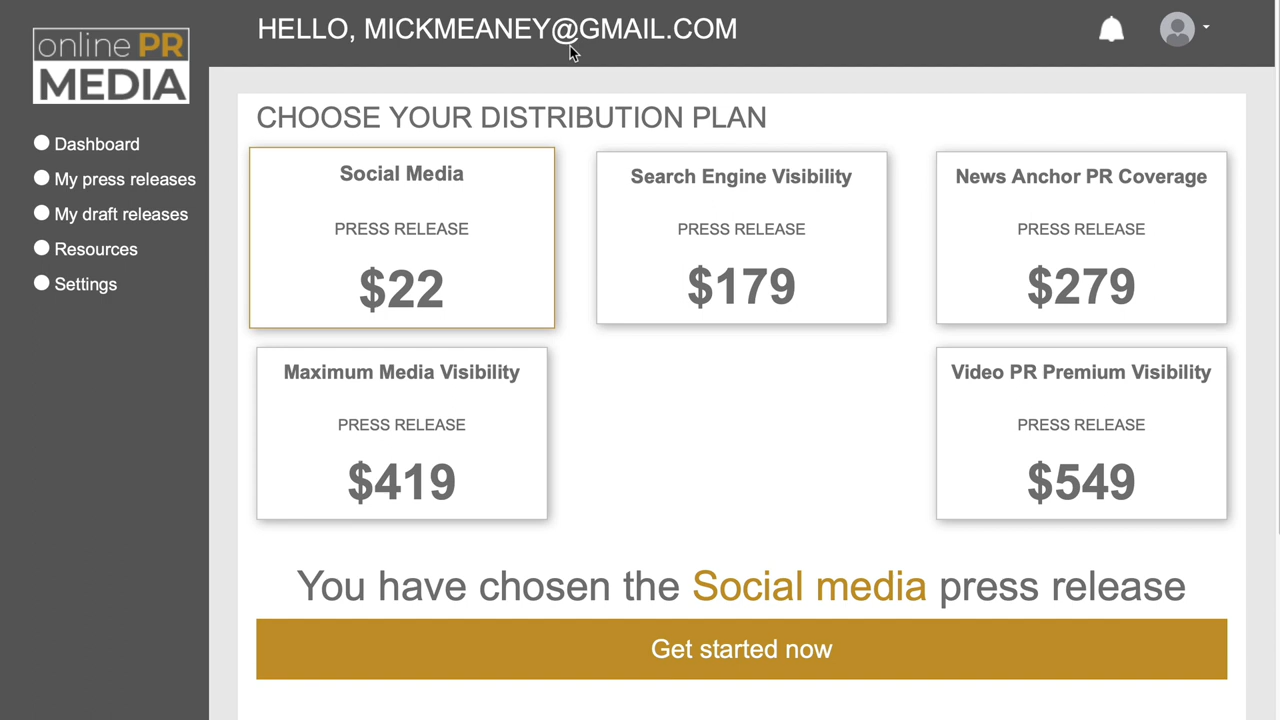 online PR
MEDIA
HELLO, MICKMEANEY@GMAIL.COM
Dashboard
My press releases
My draft releases
Resources
Settings
CHOOSE YOUR DISTRIBUTION PLAN
Social Media
PRESS RELEASE
$22
Search Engine Visibility
PRESS RELEASE
$179
News Anchor PR Coverage
PRESS RELEASE
$279
Maximum Media Visibility
PRESS RELEASE
$419
Video PR Premium Visibility
PRESS RELEASE
$549
You have chosen the Social media press release
Get started now